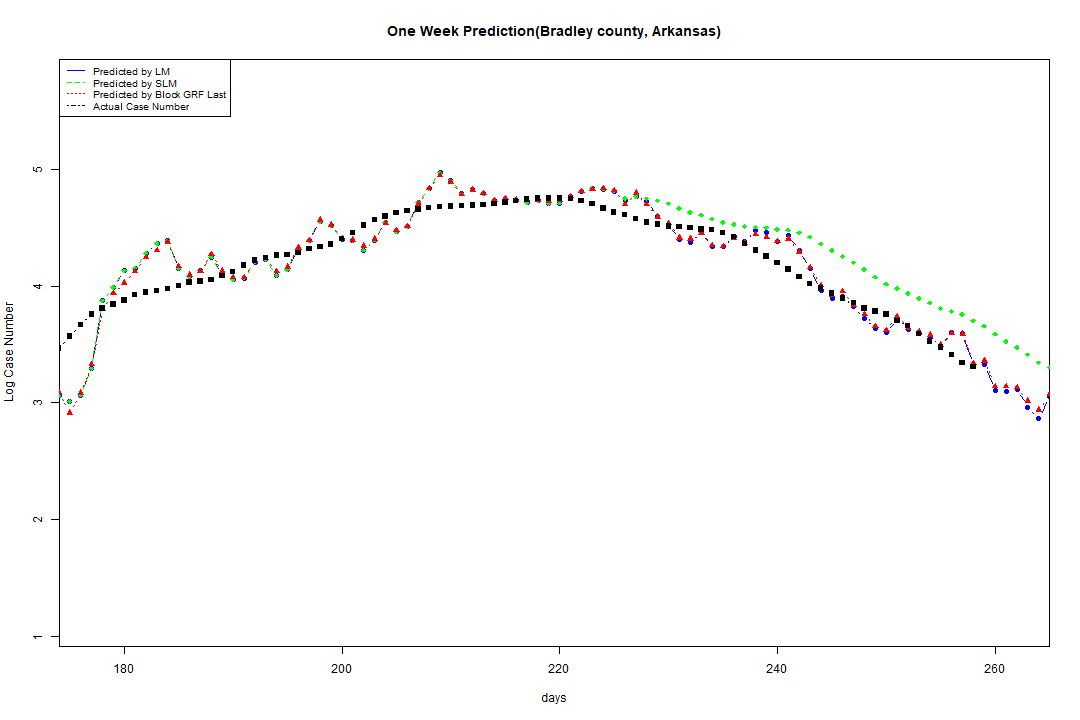 One Week Prediction(Bradley county, Arkansas)
Predicted by LM
Predicted by SLM
Predicted by Block GRF Last
Actual Case Number
5
4
3
2
1
Log Case Number
180 200 220 240 260
days